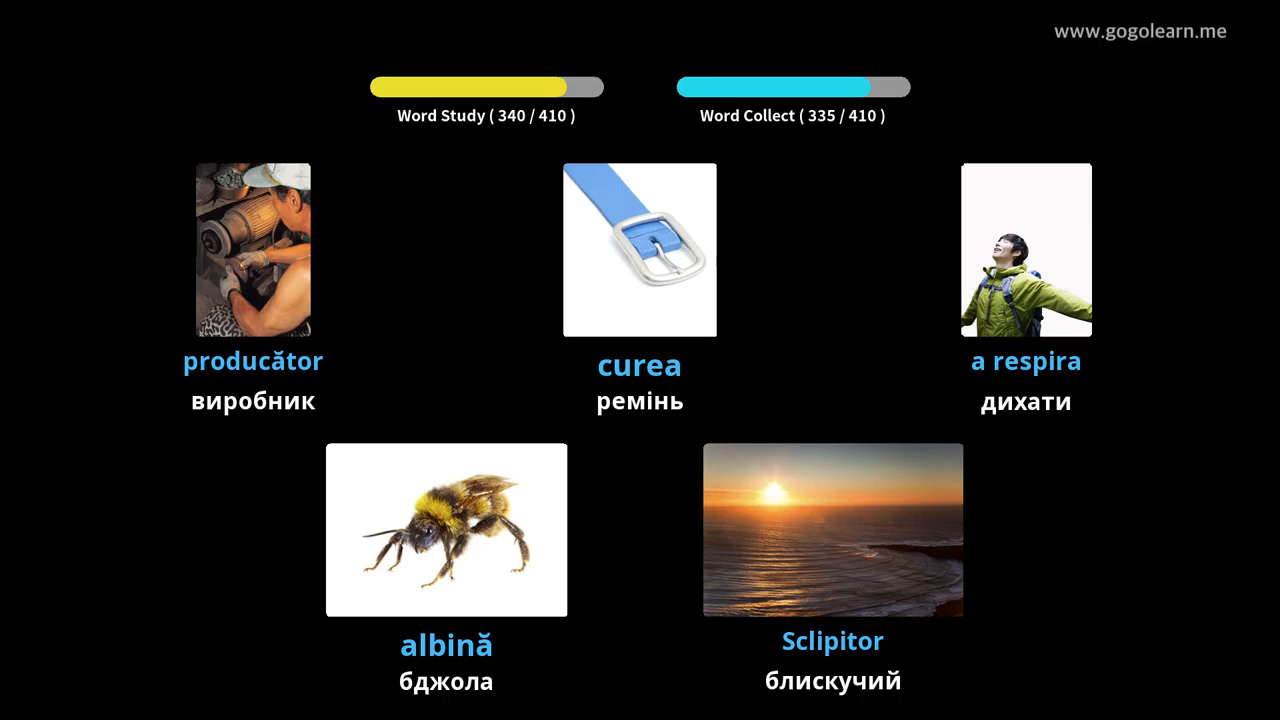 www.gogolearn.me
Word Study ( 340 / 410 )
Word Collect ( 335 / 410 )
producător
виробник
curea
ремінь
a respira
дихати
albină
бджола
Sclipitor
блискучий